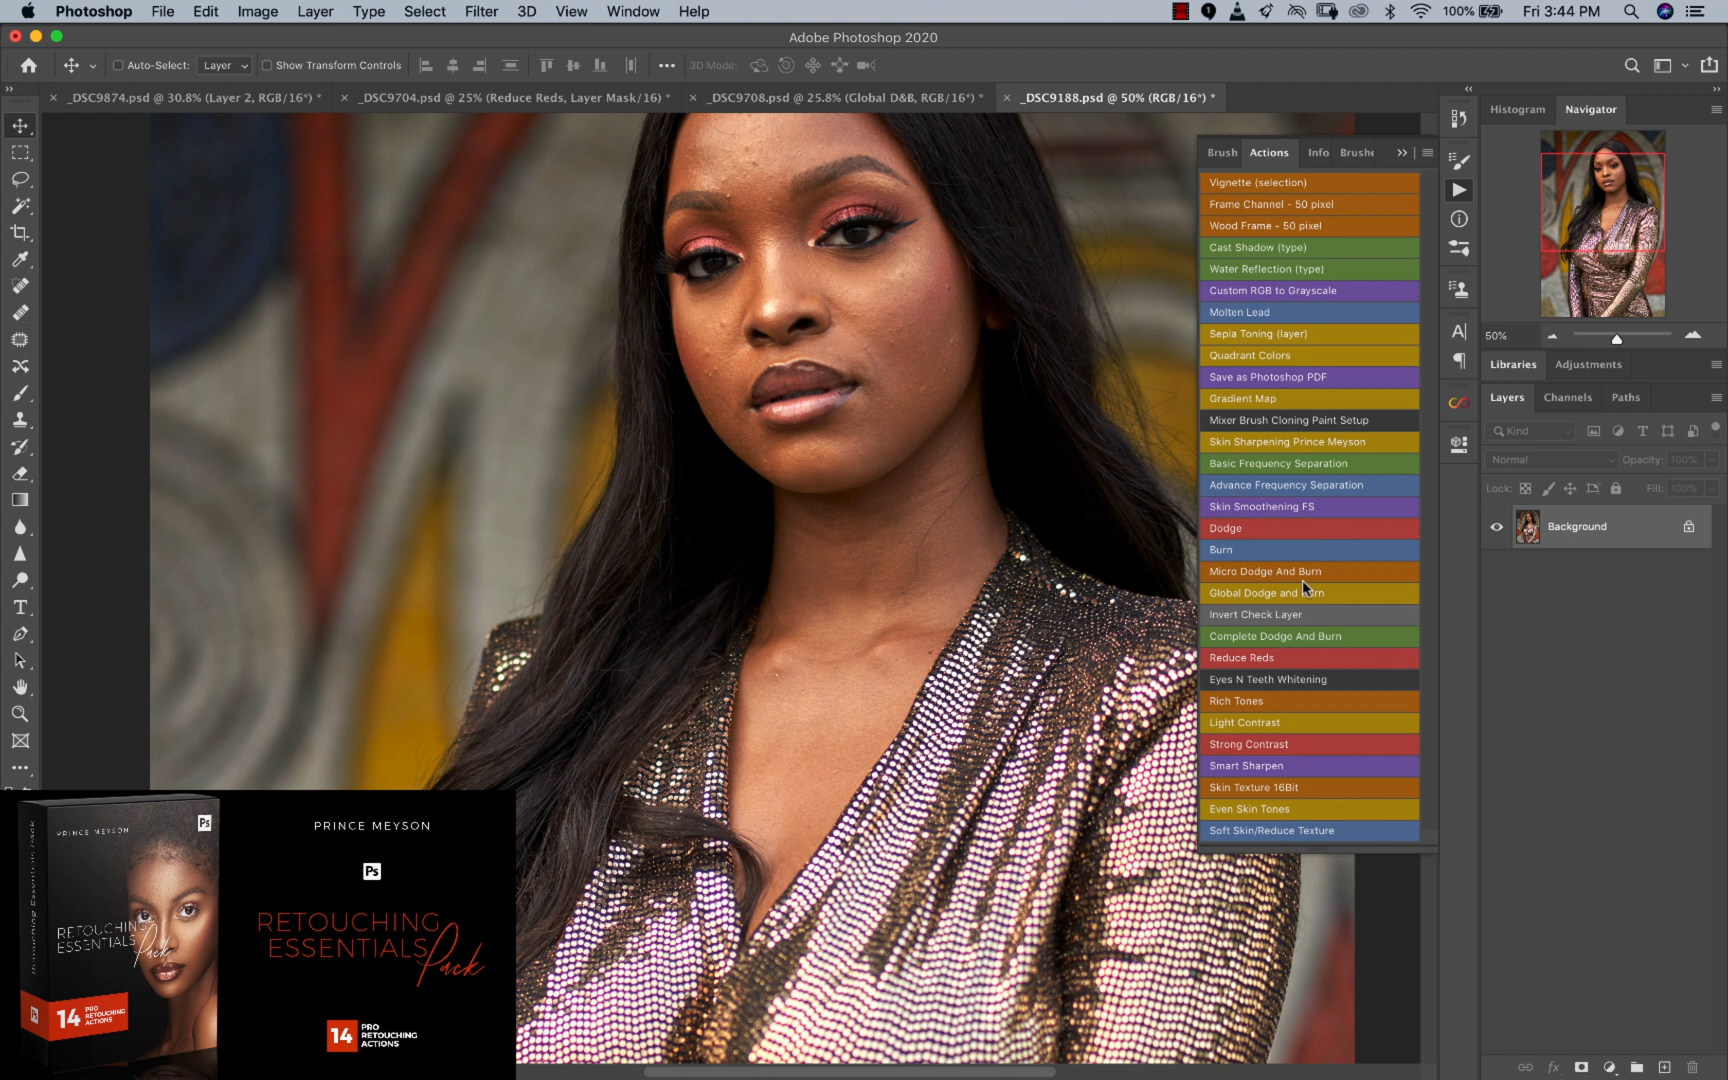 Photoshop File Edit Image Layer Type Select Filter 3D View Window Help
100% Fri 3:44 PM
Adobe Photoshop 2020
Auto-Select: Layer Show Transform Controls 3D Mode:
_DSC9874.psd @ 30.8% (Layer 2, RGB/16*) *
_DSC9704.psd @ 25% (Reduce Reds, Layer Mask/16) *
_DSC9708.psd @ 25.8% (Global D&B, RGB/16*) *
_DSC9188.psd @ 50% (RGB/16*) *
Histogram Navigator
Brush Actions Info Brushe
Vignette (selection)
Frame Channel - 50 pixel
Wood Frame - 50 pixel
Cast Shadow (type)
Water Reflection (type)
Custom RGB to Grayscale
Molten Lead
Sepia Toning (layer)
Quadrant Colors
Save as Photoshop PDF
Gradient Map
Mixer Brush Cloning Paint Setup
Skin Sharpening Prince Meyson
Basic Frequency Separation
Advance Frequency Separation
Skin Smoothening FS
Dodge
Burn
Micro Dodge And Burn
Global Dodge and Burn
Invert Check Layer
Complete Dodge And Burn
Reduce Reds
Eyes N Teeth Whitening
Rich Tones
Light Contrast
Strong Contrast
Smart Sharpen
Skin Texture 16Bit
Even Skin Tones
Soft Skin/Reduce Texture
50%
Libraries Adjustments
Layers Channels Paths
Kind
Normal Opacity: 100%
Lock: Fill: 100%
Background
PRINCE MEYSON
Ps
Retouching Essentials Pack
RETOUCHING
ESSENTIALS
Pack
14 PRO
RETOUCHING
ACTIONS
PRINCE MEYSON
Ps
RETOUCHING
ESSENTIALS
Pack
14 PRO
RETOUCHING
ACTIONS